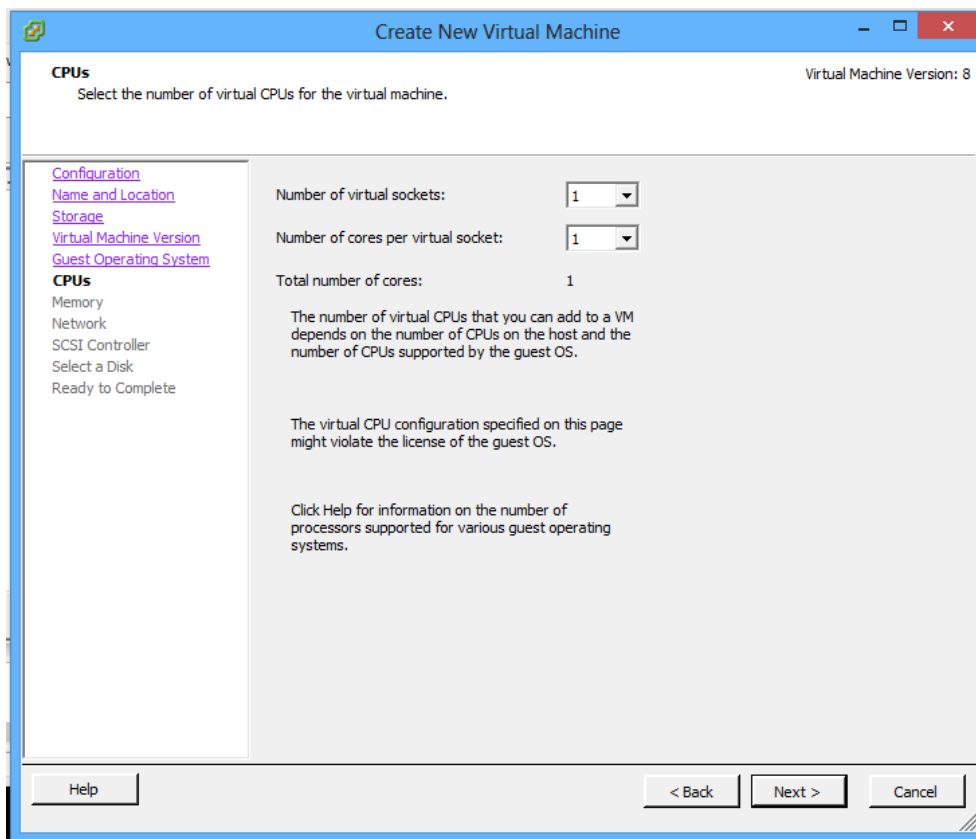 Create New Virtual Machine
CPUs
Virtual Machine Version: 8
Select the number of virtual CPUs for the virtual machine.
Configuration
Name and Location
Storage
Virtual Machine Version
Guest Operating System
CPUs
Memory
Network
SCSI Controller
Select a Disk
Ready to Complete
Number of virtual sockets: 1
Number of cores per virtual socket: 1
Total number of cores: 1
The number of virtual CPUs that you can add to a VM
depends on the number of CPUs on the host and the
number of CPUs supported by the guest OS.
The virtual CPU configuration specified on this page
might violate the license of the guest OS.
Click Help for information on the number of
processors supported for various guest operating
systems.
Help
< Back
Next >
Cancel